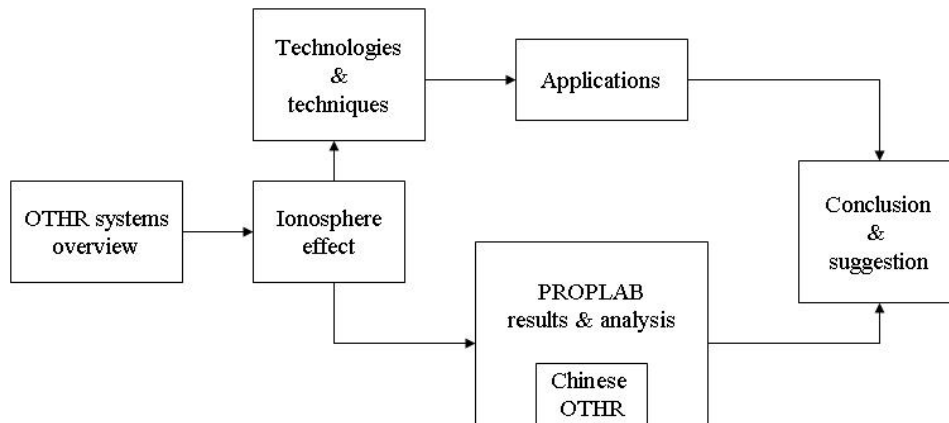 Technologies
&
techniques
Applications
OTHR systems
overview
Ionosphere
effect
Conclusion
&
suggestion
PROPLAB
results & analysis
Chinese
OTHR